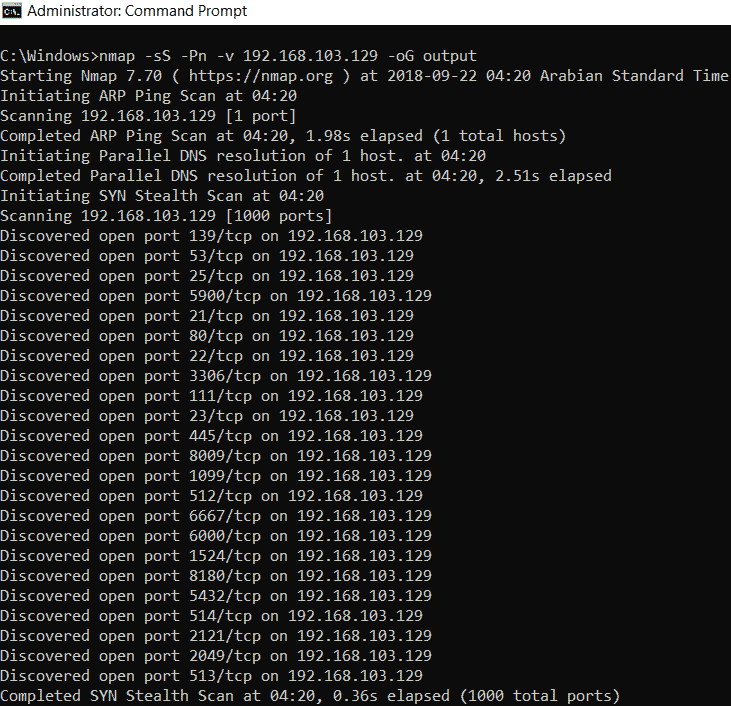 Administrator: Command Prompt
C:\Windows>nmap -sS -Pn -v 192.168.103.129 -oG output
Starting Nmap 7.70 ( https://nmap.org ) at 2018-09-22 04:20 Arabian Standard Time
Initiating ARP Ping Scan at 04:20
Scanning 192.168.103.129 [1 port]
Completed ARP Ping Scan at 04:20, 1.98s elapsed (1 total hosts)
Initiating Parallel DNS resolution of 1 host. at 04:20
Completed Parallel DNS resolution of 1 host. at 04:20, 2.51s elapsed
Initiating SYN Stealth Scan at 04:20
Scanning 192.168.103.129 [1000 ports]
Discovered open port 139/tcp on 192.168.103.129
Discovered open port 53/tcp on 192.168.103.129
Discovered open port 25/tcp on 192.168.103.129
Discovered open port 5900/tcp on 192.168.103.129
Discovered open port 21/tcp on 192.168.103.129
Discovered open port 80/tcp on 192.168.103.129
Discovered open port 22/tcp on 192.168.103.129
Discovered open port 3306/tcp on 192.168.103.129
Discovered open port 111/tcp on 192.168.103.129
Discovered open port 23/tcp on 192.168.103.129
Discovered open port 445/tcp on 192.168.103.129
Discovered open port 8009/tcp on 192.168.103.129
Discovered open port 1099/tcp on 192.168.103.129
Discovered open port 512/tcp on 192.168.103.129
Discovered open port 6667/tcp on 192.168.103.129
Discovered open port 6000/tcp on 192.168.103.129
Discovered open port 1524/tcp on 192.168.103.129
Discovered open port 8180/tcp on 192.168.103.129
Discovered open port 5432/tcp on 192.168.103.129
Discovered open port 514/tcp on 192.168.103.129
Discovered open port 2121/tcp on 192.168.103.129
Discovered open port 2049/tcp on 192.168.103.129
Discovered open port 513/tcp on 192.168.103.129
Completed SYN Stealth Scan at 04:20, 0.36s elapsed (1000 total ports)